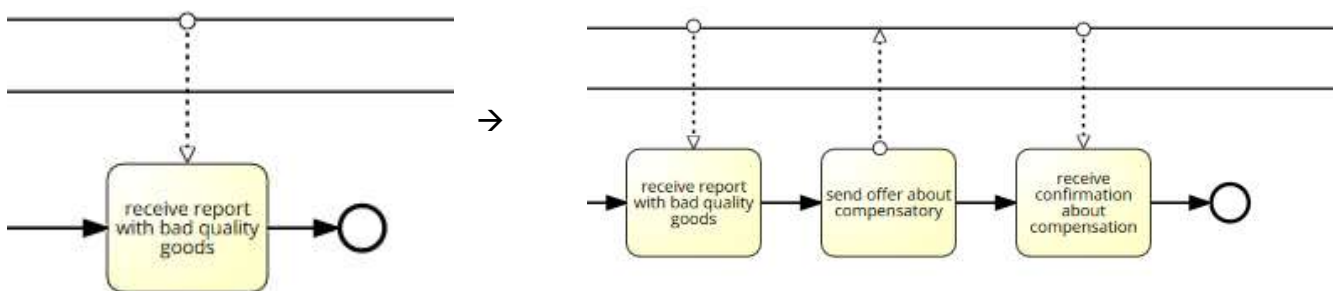 receive report
with bad quality
goods
→
receive report
with bad quality
goods
send offer about
compensatory
receive
confirmation
about
compensation